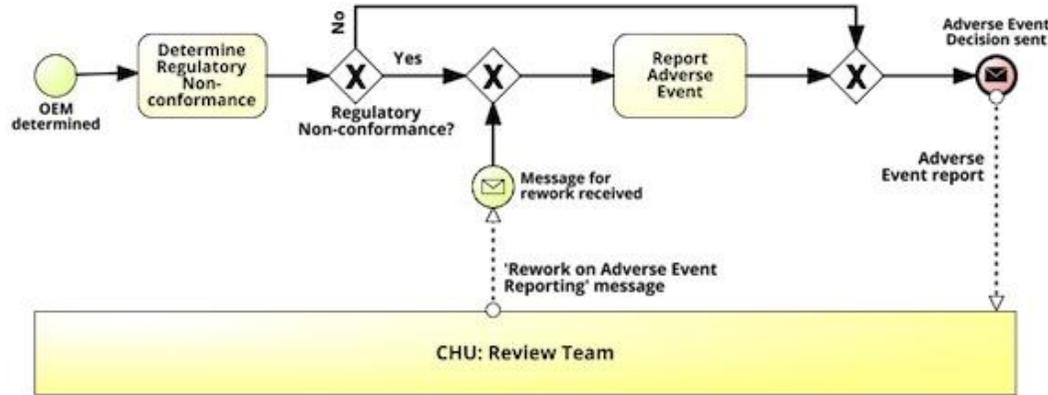 No
Adverse Event
Decision sent
Determine
Regulatory
Non-
conformance
X
Yes
X
Report
Adverse
Event
X
OEM
determined
Regulatory
Non-conformance?
Message for
rework received
Adverse
Event report
'Rework on Adverse Event
Reporting' message
CHU: Review Team